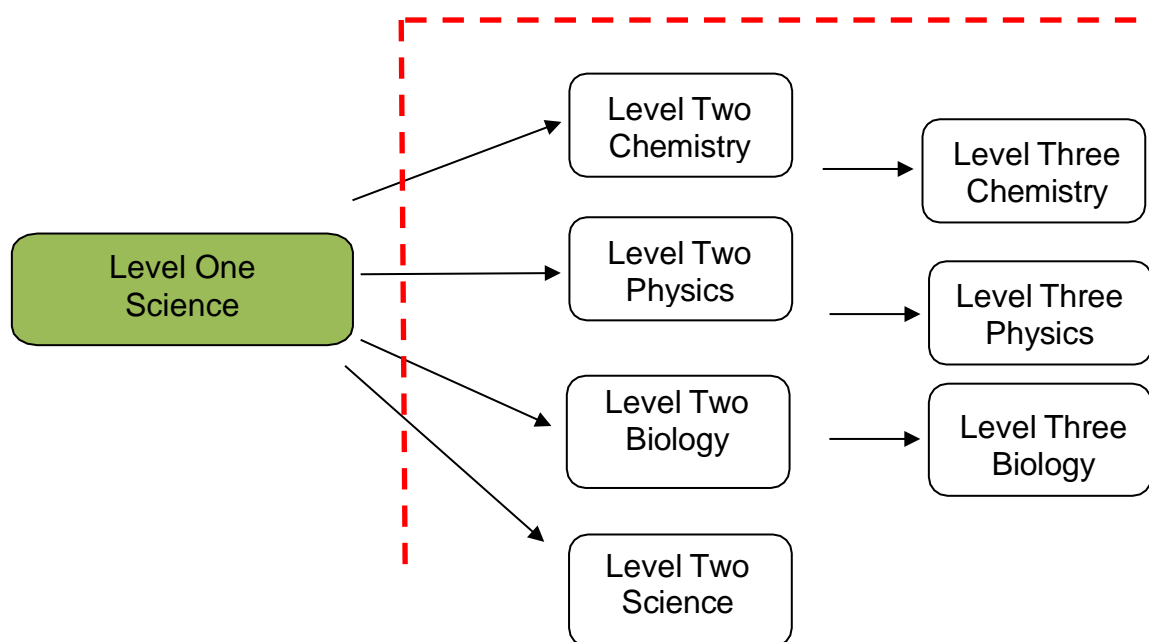 Level Two
Chemistry
Level Three
Chemistry
Level One
Science
Level Two
Physics
Level Three
Physics
Level Two
Biology
Level Three
Biology
Level Two
Science